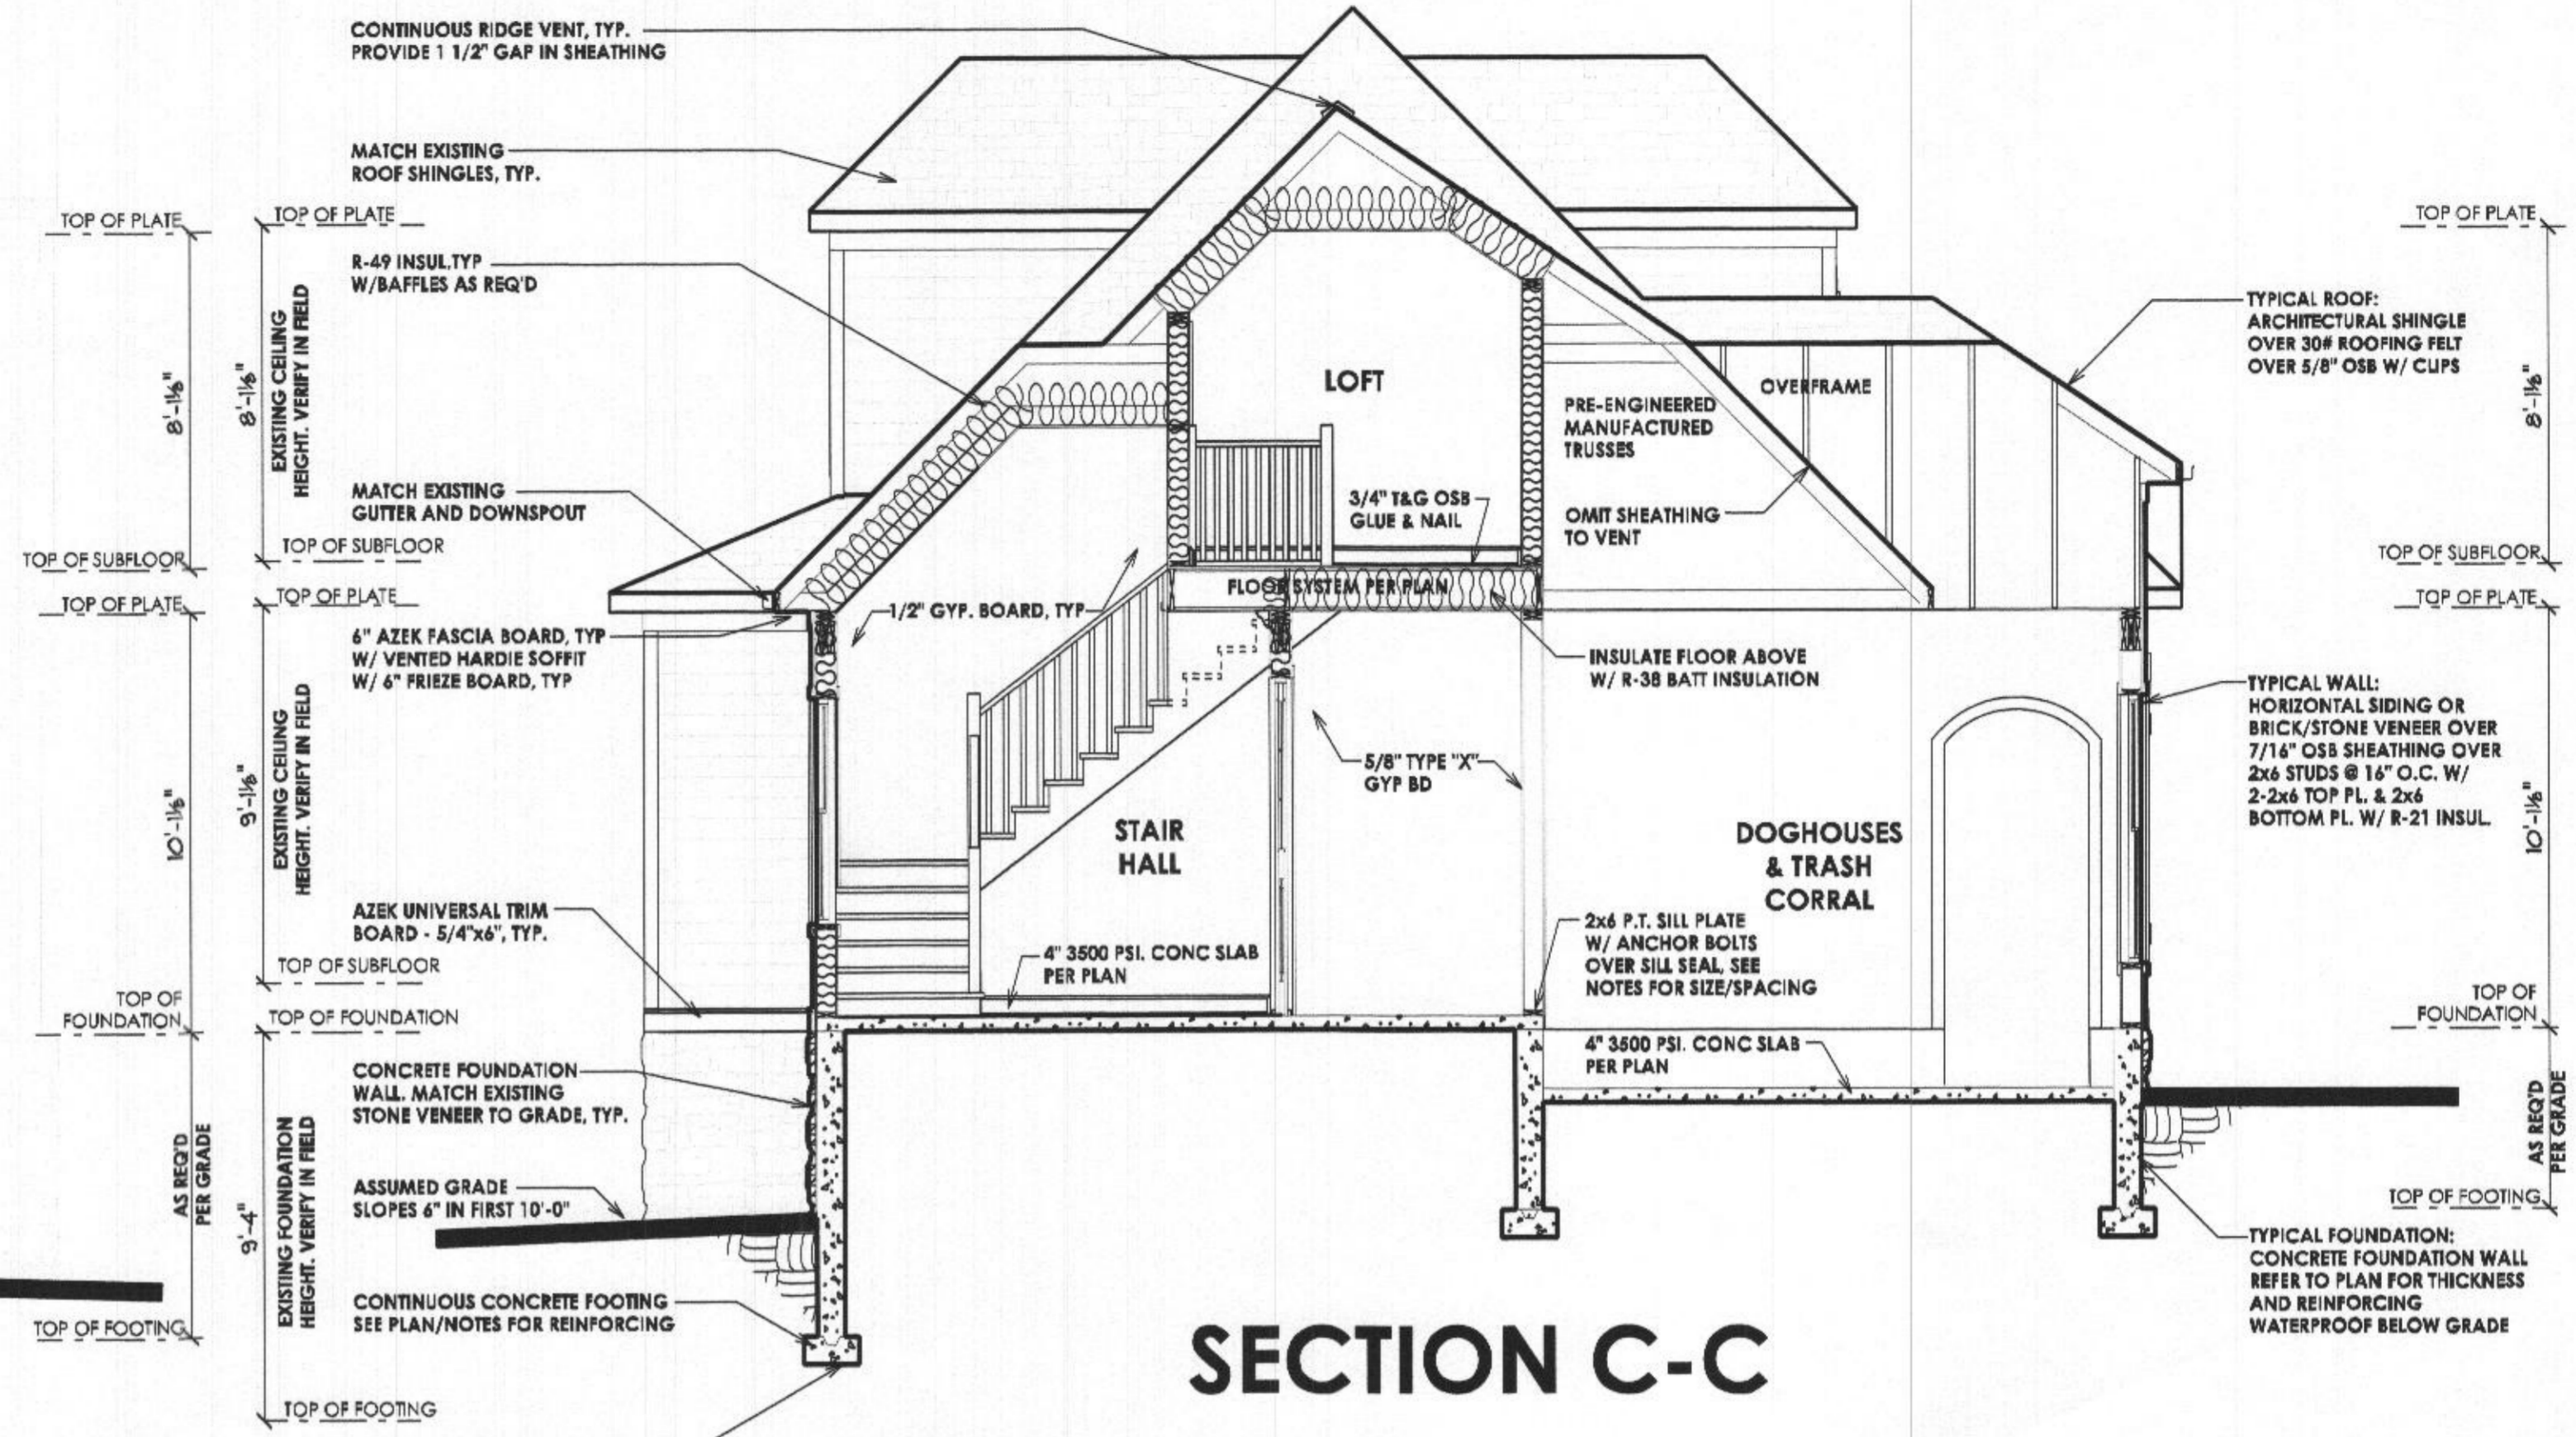 CONTINUOUS RIDGE VENT, TYP.
PROVIDE 1 1/2" GAP IN SHEATHING
MATCH EXISTING
ROOF SHINGLES, TYP.
TOP OF PLATE
TOP OF PLATE
R-49 INSUL.TYP
W/BAFFLES AS REQ'D
8'-1⅛"
8'-1⅛"
EXISTING CEILING
HEIGHT. VERIFY IN FIELD
MATCH EXISTING
GUTTER AND DOWNSPOUT
TOP OF SUBFLOOR
TOP OF SUBFLOOR
TOP OF PLATE
TOP OF PLATE
6" AZEK FASCIA BOARD, TYP
W/ VENTED HARDIE SOFFIT
W/ 6" FRIEZE BOARD, TYP
10'-1⅛"
9'-1⅛"
EXISTING CEILING
HEIGHT. VERIFY IN FIELD
AZEK UNIVERSAL TRIM
BOARD - 5/4"x6", TYP.
TOP OF SUBFLOOR
TOP OF
FOUNDATION
TOP OF FOUNDATION
CONCRETE FOUNDATION
WALL. MATCH EXISTING
STONE VENEER TO GRADE, TYP.
AS REQ'D
PER GRADE
9'-4"
EXISTING FOUNDATION
HEIGHT. VERIFY IN FIELD
ASSUMED GRADE
SLOPES 6" IN FIRST 10'-0"
CONTINUOUS CONCRETE FOOTING
SEE PLAN/NOTES FOR REINFORCING
TOP OF FOOTING
TOP OF FOOTING
LOFT
3/4" T&G OSB
GLUE & NAIL
PRE-ENGINEERED
MANUFACTURED
TRUSSES
OVERFRAME
OMIT SHEATHING
TO VENT
FLOOR SYSTEM PER PLAN
1/2" GYP. BOARD, TYP
INSULATE FLOOR ABOVE
W/ R-38 BATT INSULATION
5/8" TYPE "X"
GYP BD
STAIR
HALL
DOGHOUSES
& TRASH
CORRAL
4" 3500 PSI. CONC SLAB
PER PLAN
2x6 P.T. SILL PLATE
W/ ANCHOR BOLTS
OVER SILL SEAL, SEE
NOTES FOR SIZE/SPACING
4" 3500 PSI. CONC SLAB
PER PLAN
TOP OF PLATE
TYPICAL ROOF:
ARCHITECTURAL SHINGLE
OVER 30# ROOFING FELT
OVER 5/8" OSB W/ CLIPS
8'-1⅛"
TOP OF SUBFLOOR
TOP OF PLATE
TYPICAL WALL:
HORIZONTAL SIDING OR
BRICK/STONE VENEER OVER
7/16" OSB SHEATHING OVER
2x6 STUDS @ 16" O.C. W/
2-2x6 TOP PL. & 2x6
BOTTOM PL. W/ R-21 INSUL.
10'-1⅛"
TOP OF
FOUNDATION
AS REQ'D
PER GRADE
TOP OF FOOTING
TYPICAL FOUNDATION:
CONCRETE FOUNDATION WALL
REFER TO PLAN FOR THICKNESS
AND REINFORCING
WATERPROOF BELOW GRADE
SECTION C-C